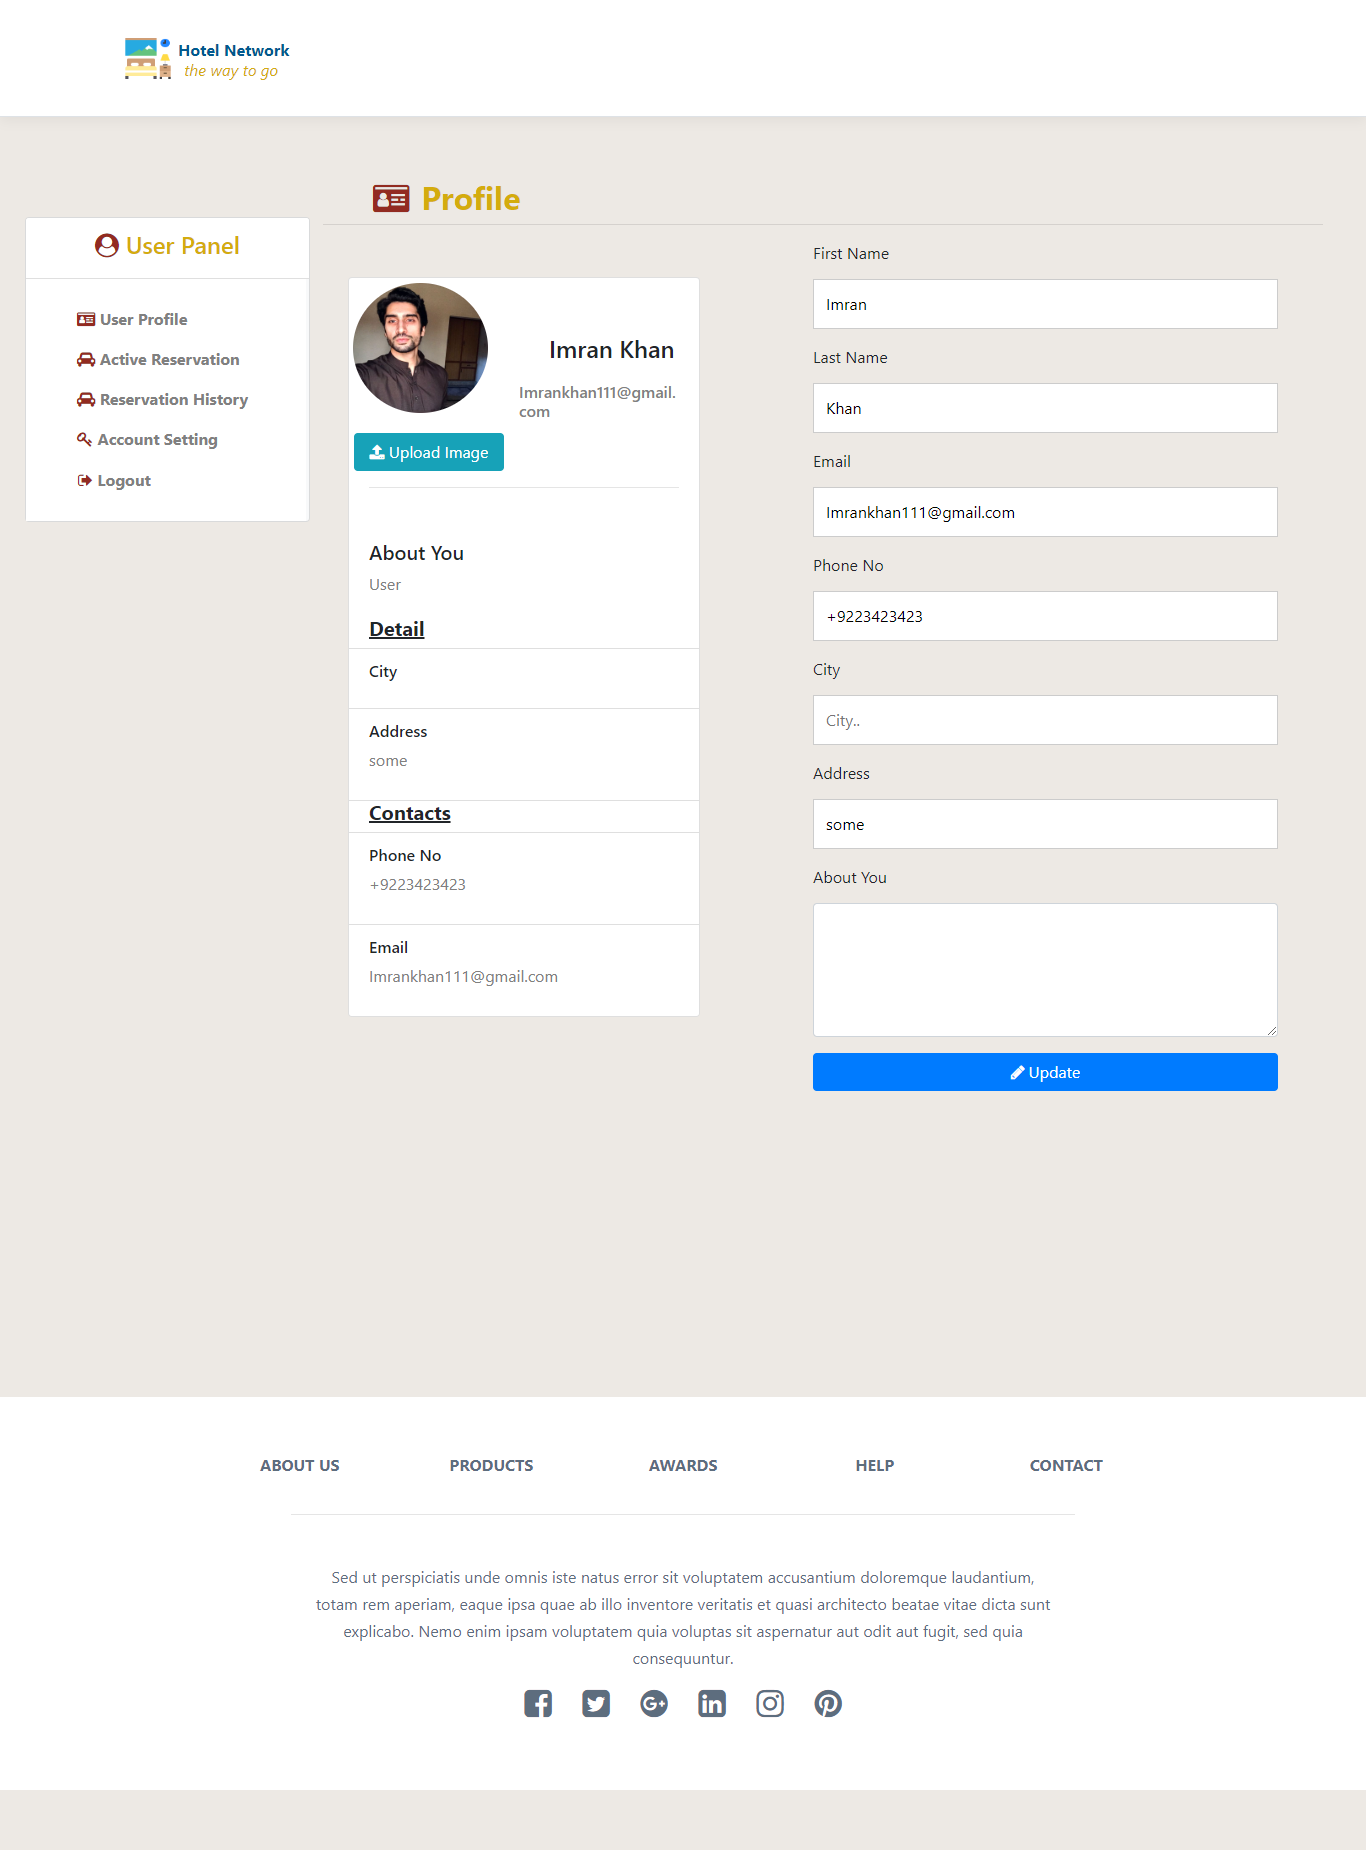 Hotel Network
the way to go
Profile
User Panel
User Profile
Active Reservation
Reservation History
Account Setting
Logout
Imran Khan
Imrankhan111@gmail.
com
Upload Image
About You
User
Detail
City
Address
some
Contacts
Phone No
+9223423423
Email
Imrankhan111@gmail.com
First Name
Imran
Last Name
Khan
Email
Imrankhan111@gmail.com
Phone No
+9223423423
City
City..
Address
some
About You
Update
ABOUT US PRODUCTS AWARDS HELP CONTACT
Sed ut perspiciatis unde omnis iste natus error sit voluptatem accusantium doloremque laudantium,
totam rem aperiam, eaque ipsa quae ab illo inventore veritatis et quasi architecto beatae vitae dicta sunt
explicabo. Nemo enim ipsam voluptatem quia voluptas sit aspernatur aut odit aut fugit, sed quia
consequuntur.